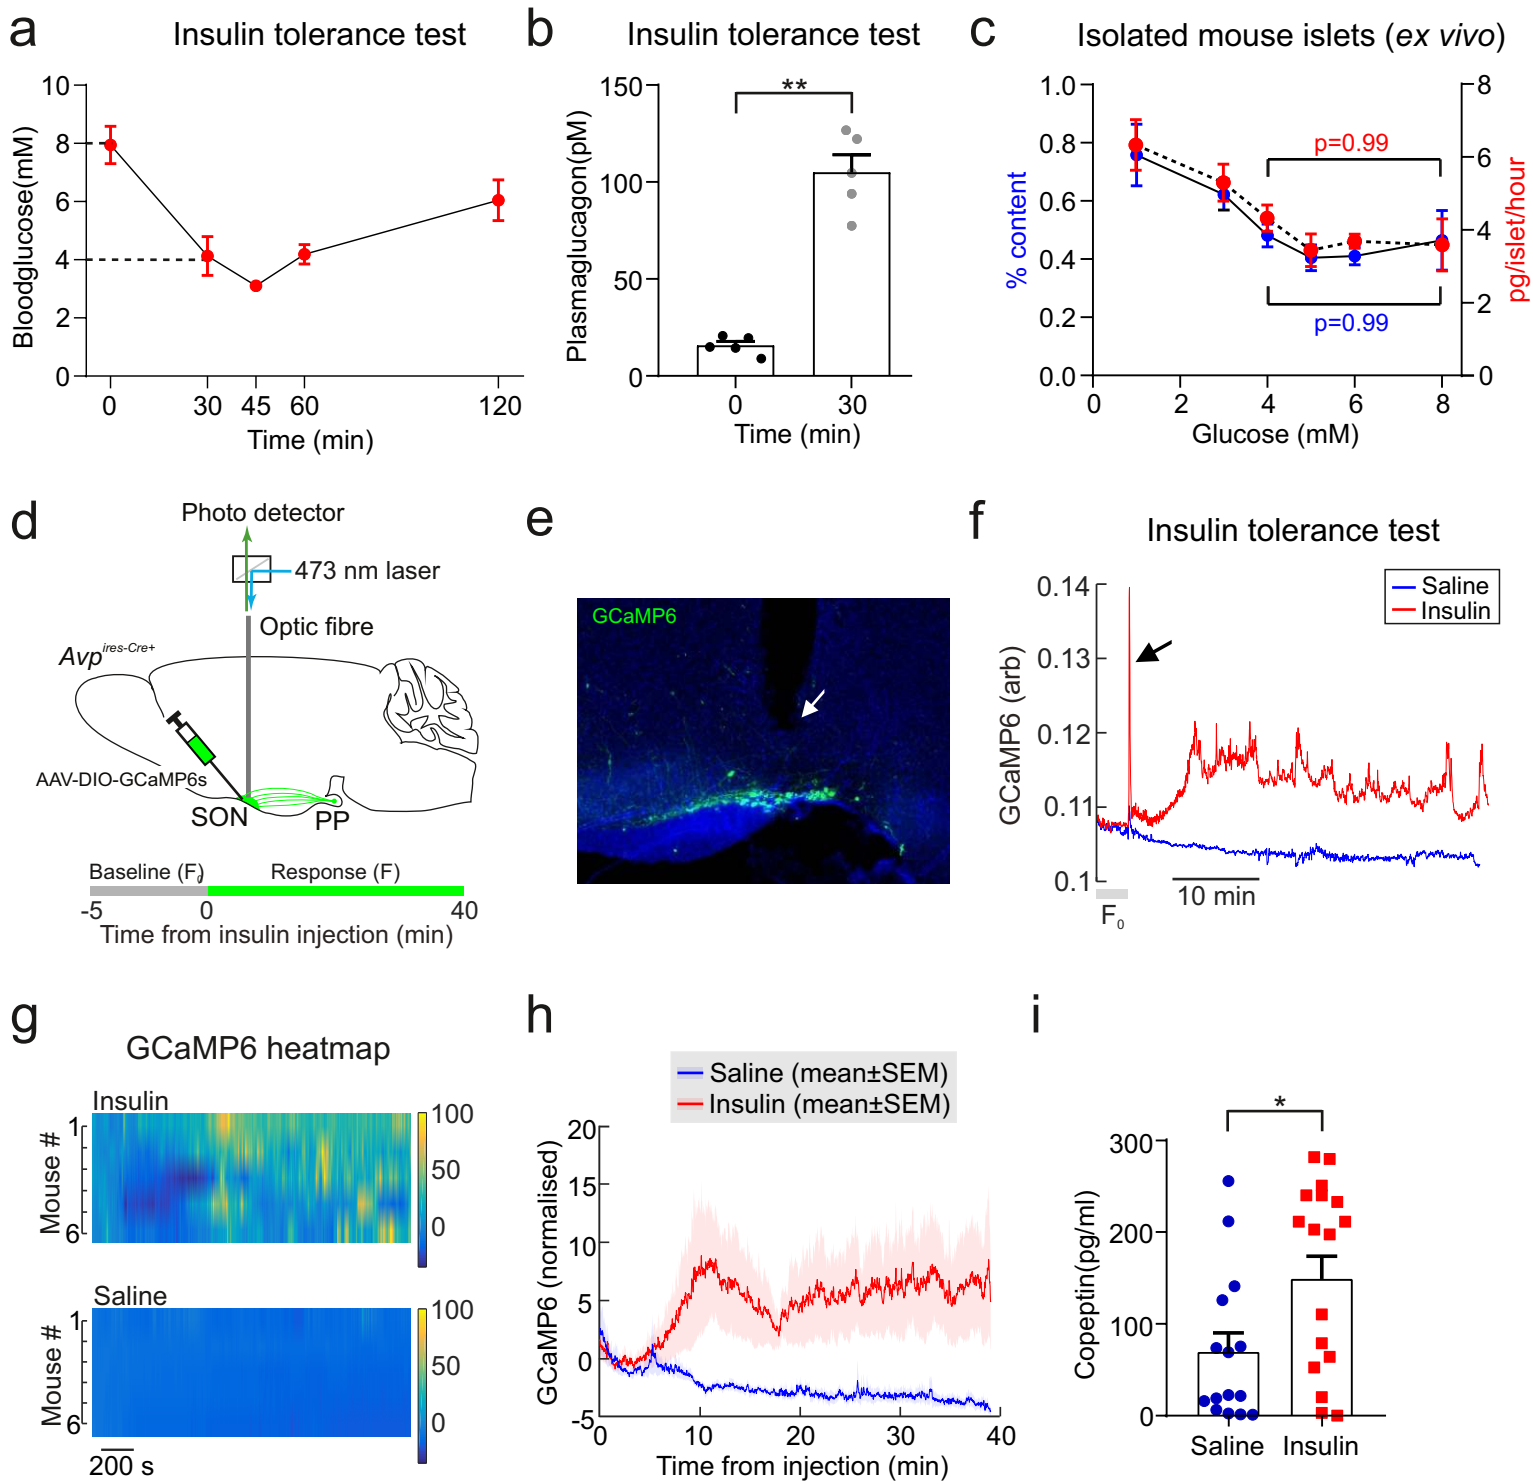 a
Insulin tolerance test
10
8
6
4
2
0
Bloodglucose(mM)
0 30 45 60 120
Time (min)
b
Insulin tolerance test
**
150
100
50
0
Plasmaglucagon(pM)
0 30
Time (min)
c
Isolated mouse islets (ex vivo)
1.0
0.8
0.6
0.4
0.2
0.0
% content
8
6
4
2
0
pg/islet/hour
p=0.99
p=0.99
0 2 4 6 8
Glucose (mM)
d
Photo detector
473 nm laser
Optic fibre
Avp ires-Cre+
AAV-DIO-GCaMP6s
SON
PP
Baseline (F0) Response (F)
-5 0 40
Time from insulin injection (min)
e
GCaMP6
f
Insulin tolerance test
Saline
Insulin
0.14
0.13
0.12
0.11
0.1
GCaMP6 (arb)
10 min
F0
g
GCaMP6 heatmap
Insulin
1
6
Mouse #
100
50
0
Saline
1
6
Mouse #
100
50
0
200 s
h
Saline (mean±SEM)
Insulin (mean±SEM)
20
15
10
5
0
-5
GCaMP6 (normalised)
0 10 20 30 40
Time from injection (min)
i
*
300
200
100
0
Copeptin(pg/ml)
Saline Insulin